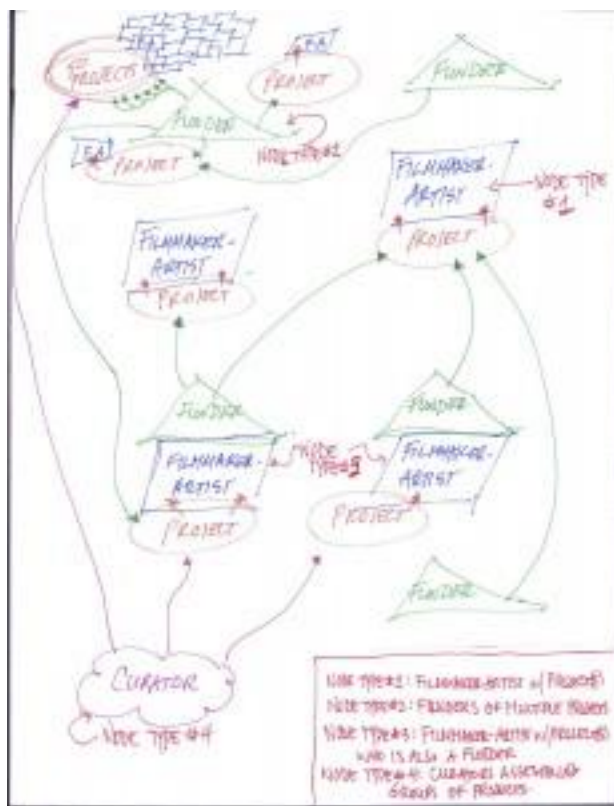 PROJECTS
FA
PROJECT
FUNDER
FUNDER
NODE TYPE #2
FA
PROJECT
FILMMAKER-
ARTIST
NODE TYPE
#1
PROJECT
FILMMAKER-
ARTIST
PROJECT
FUNDER
FUNDER
NODE
TYPE#3
FILMMAKER-
ARTIST
FILMMAKER-
ARTIST
PROJECT
PROJECT
FUNDER
CURATOR
NODE TYPE #4
NODE TYPE#1: FILMMAKER-ARTIST W/
NODE TYPE#2: FUNDERS OF MULTIPLE PROJECTS
NODE TYPE#3: FILMMAKER-ARTIST W/
WHO IS ALSO A FUNDER
NODE TYPE#4: CURATORS ASSEMBLING
GROUPS OF PROJECTS